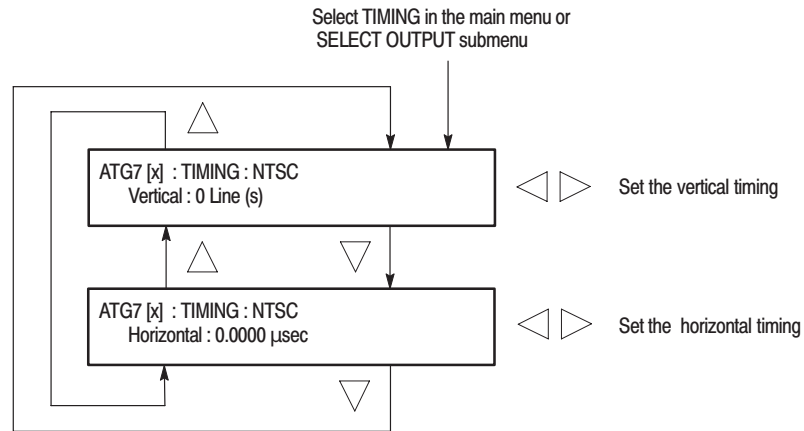 Select TIMING in the main menu or
SELECT OUTPUT submenu
ATG7 [x] : TIMING : NTSC
Vertical : 0 Line (s)
Set the vertical timing
ATG7 [x] : TIMING : NTSC
Horizontal : 0.0000 µsec
Set the horizontal timing